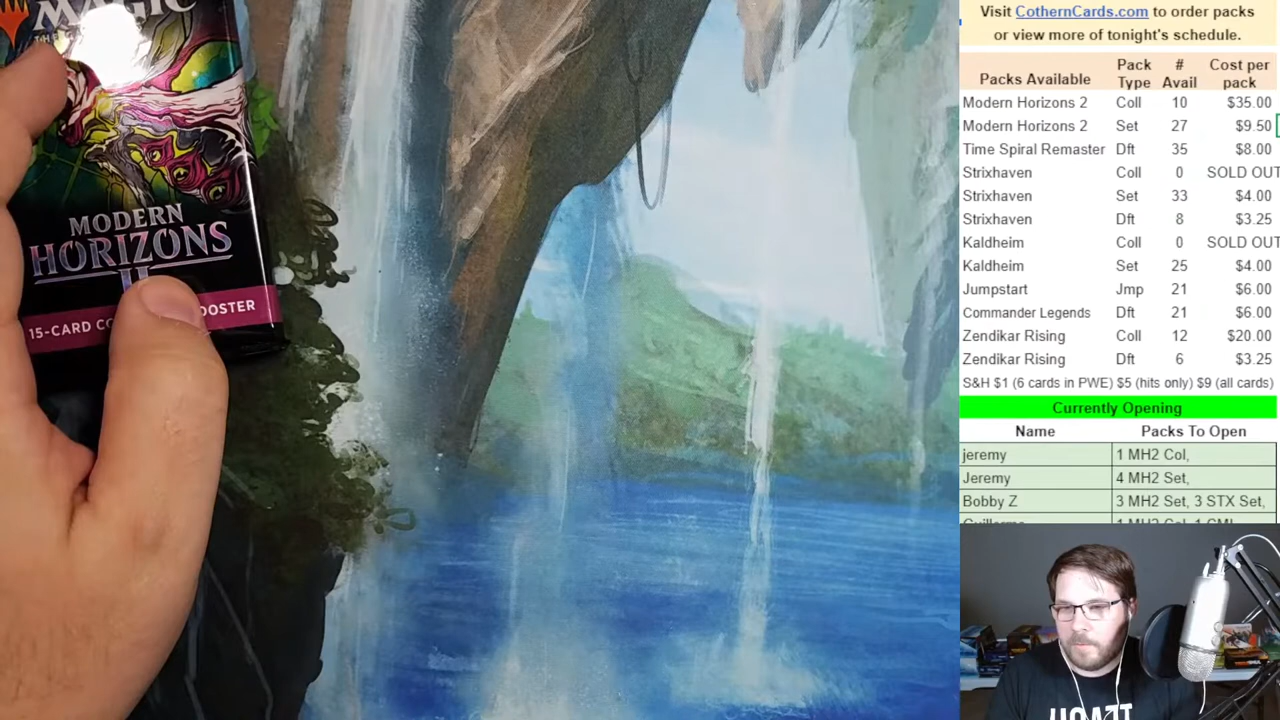 MAGIC
MODERN
HORIZONS
II
15-CARD CO OOSTER
Visit CothernCards.com to order packs
or view more of tonight's schedule.
Packs Available Pack Type # Avail Cost per pack
Modern Horizons 2 Coll 10 $35.00
Modern Horizons 2 Set 27 $9.50
Time Spiral Remaster Dft 35 $8.00
Strixhaven Coll 0 SOLD OUT
Strixhaven Set 33 $4.00
Strixhaven Dft 8 $3.25
Kaldheim Coll 0 SOLD OUT
Kaldheim Set 25 $4.00
Jumpstart Jmp 21 $6.00
Commander Legends Dft 21 $6.00
Zendikar Rising Coll 12 $20.00
Zendikar Rising Dft 6 $3.25
S&H $1 (6 cards in PWE) $5 (hits only) $9 (all cards)
Currently Opening
Name Packs To Open
jeremy 1 MH2 Col,
Jeremy 4 MH2 Set,
Bobby Z 3 MH2 Set, 3 STX Set,